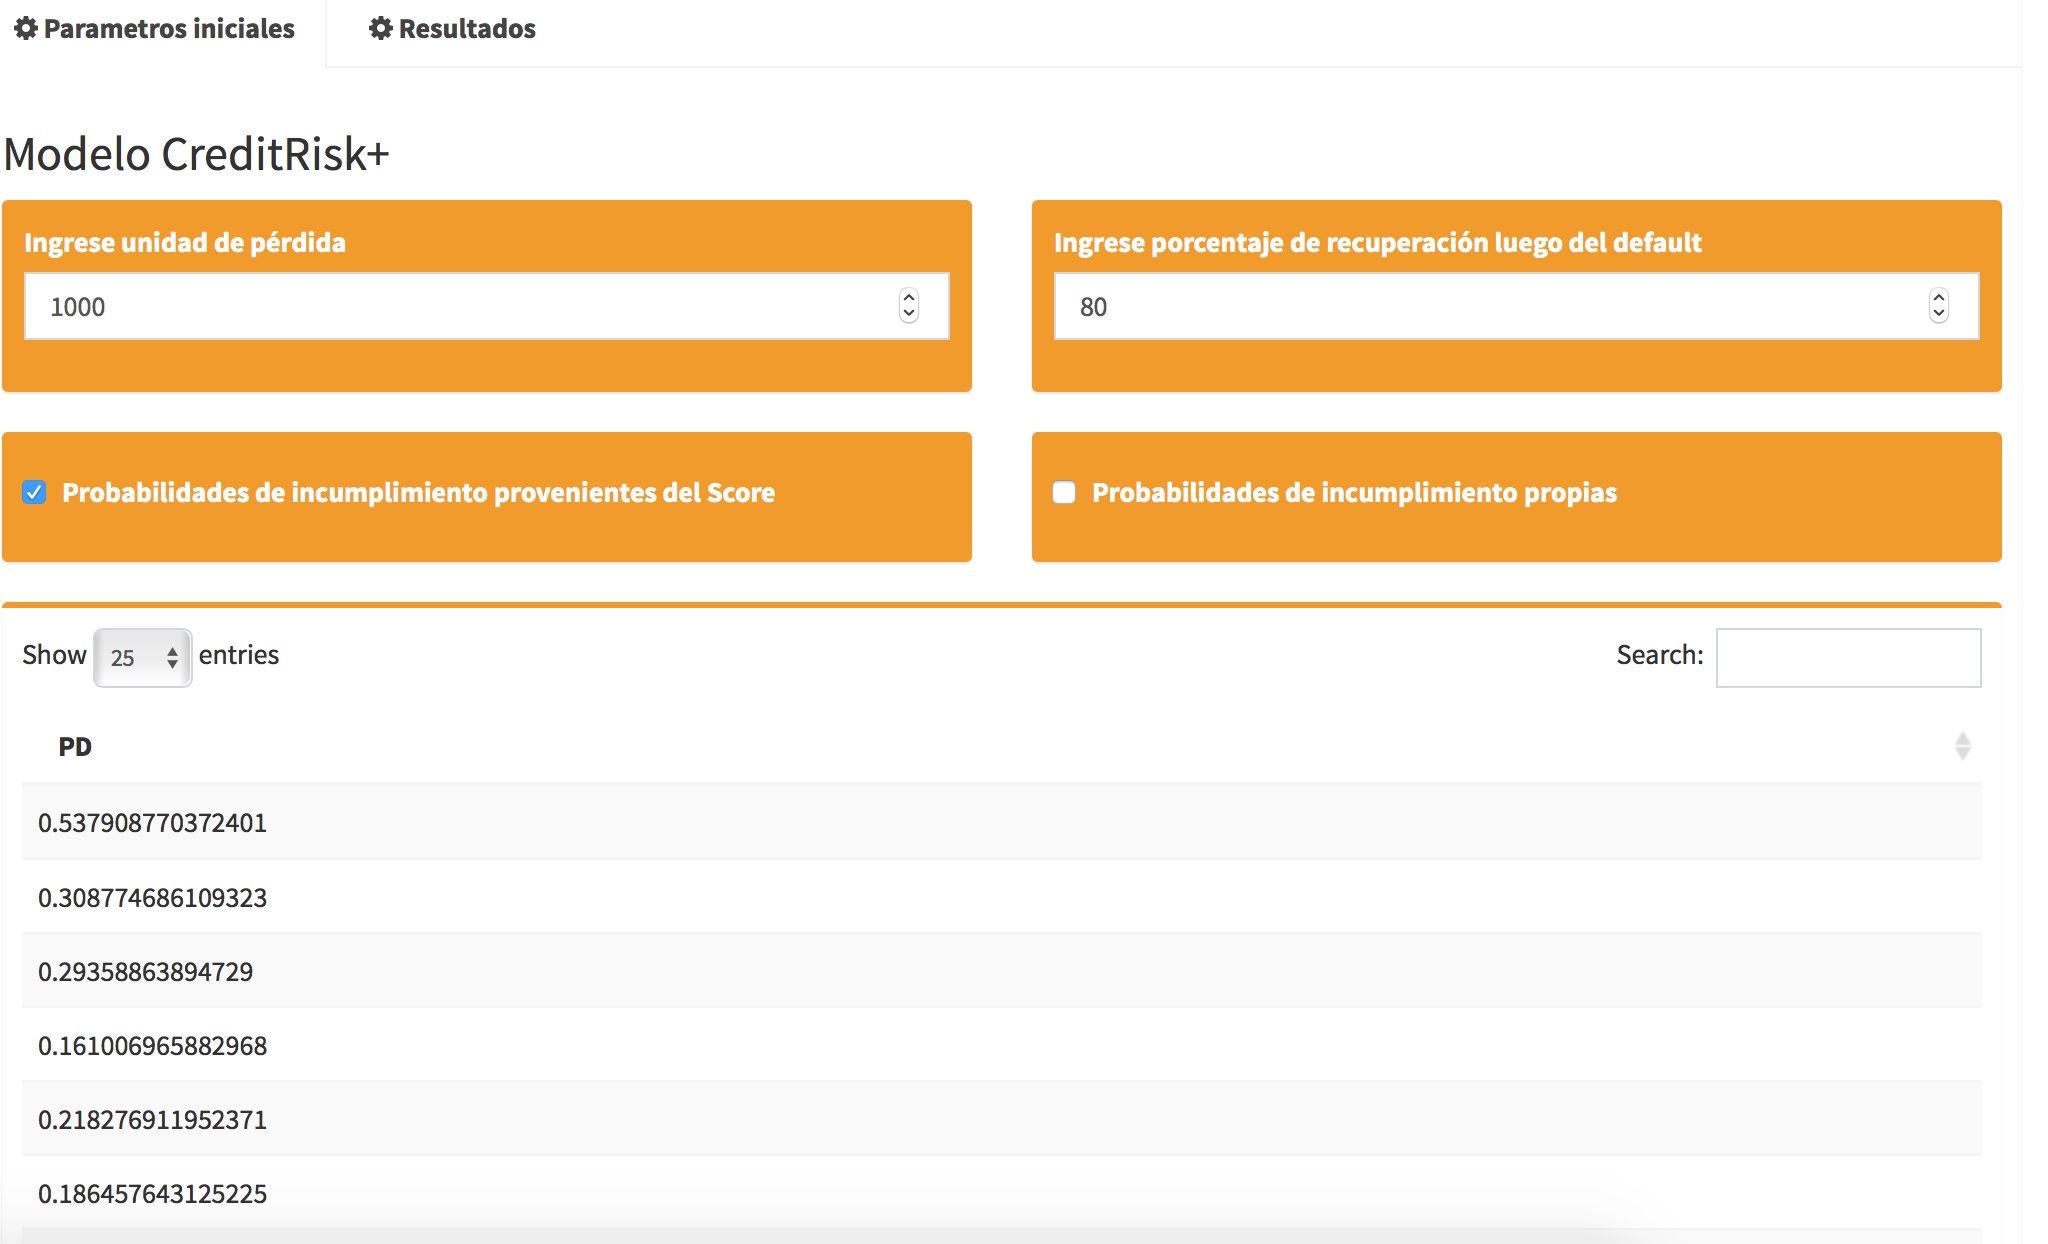 Parametros iniciales Resultados
Modelo CreditRisk+
Ingrese unidad de pérdida
1000
Ingrese porcentaje de recuperación luego del default
80
Probabilidades de incumplimiento provenientes del Score
Probabilidades de incumplimiento propias
Show 25 entries Search:
PD
0.537908770372401
0.308774686109323
0.29358863894729
0.161006965882968
0.218276911952371
0.186457643125225